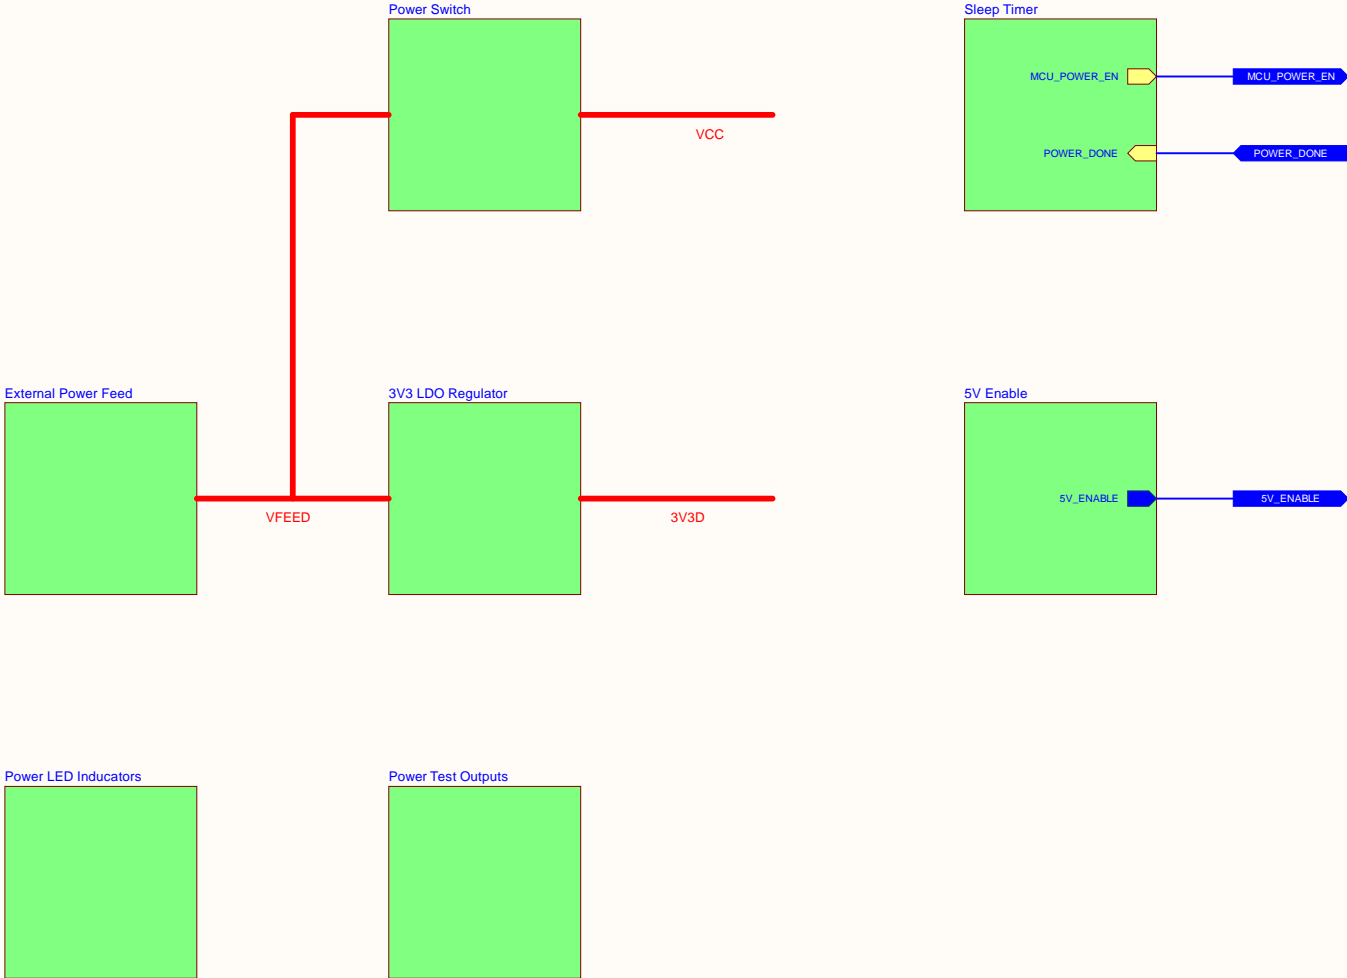 Power Switch
Sleep Timer
MCU_POWER_EN
MCU_POWER_EN
VCC
POWER_DONE
POWER_DONE
External Power Feed
3V3 LDO Regulator
5V Enable
5V_ENABLE
5V_ENABLE
VFEED
3V3D
Power LED Inducators
Power Test Outputs